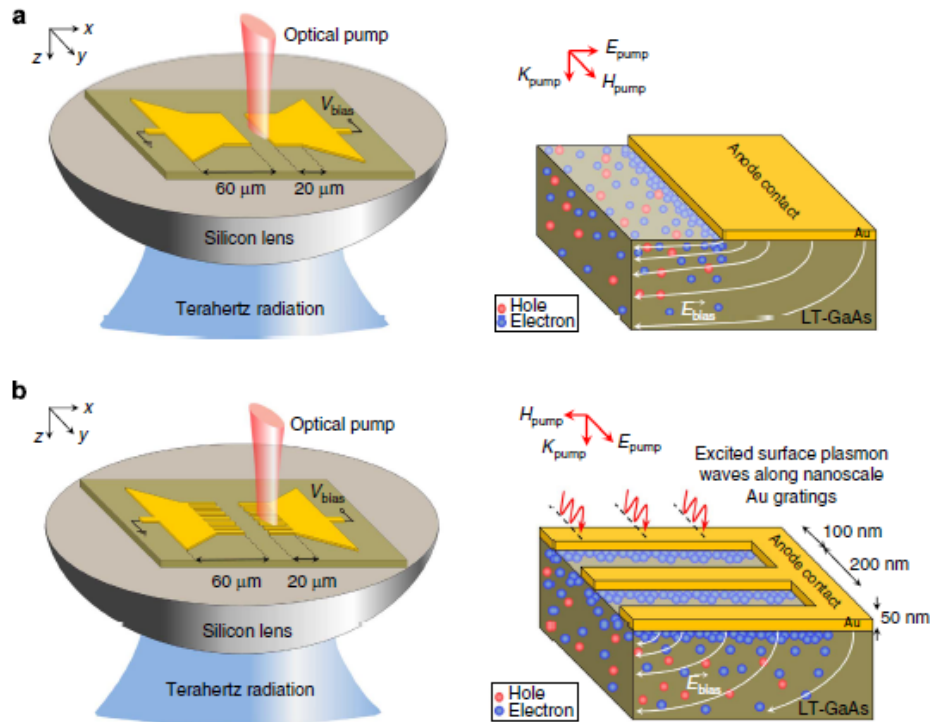 a
x
y
z
Optical pump
V bias
60 μm
20 μm
Silicon lens
Terahertz radiation
E pump
K pump
H pump
Anode contact
Au
Hole
Electron
E bias
LT-GaAs
b
x
y
z
Optical pump
V bias
60 μm
20 μm
Silicon lens
Terahertz radiation
H pump
K pump
E pump
Excited surface plasmon
waves along nanoscale
Au gratings
100 nm
200 nm
Anode contact
Au
50 nm
Hole
Electron
E bias
LT-GaAs